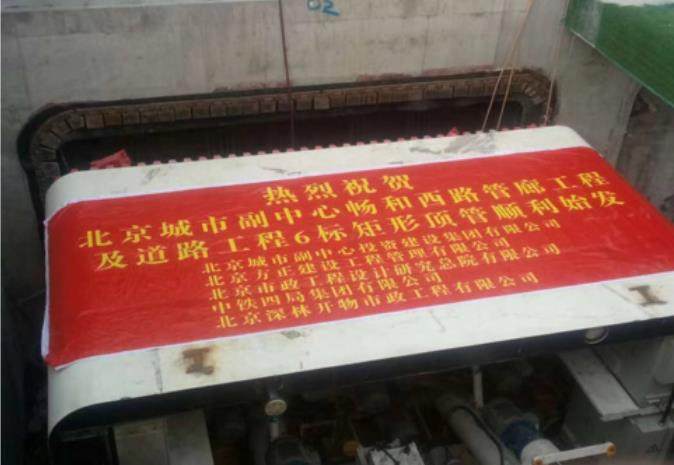 02
热烈祝贺
北京城市副中心畅和西路管廊工程
及道路工程6标矩形顶管顺利始发
北京城市副中心投资建设集团有限公司
北京方正建设工程管理有限公司
北京市政工程设计研究总院有限公司
中铁四局集团有限公司
北京深林开物市政工程有限公司